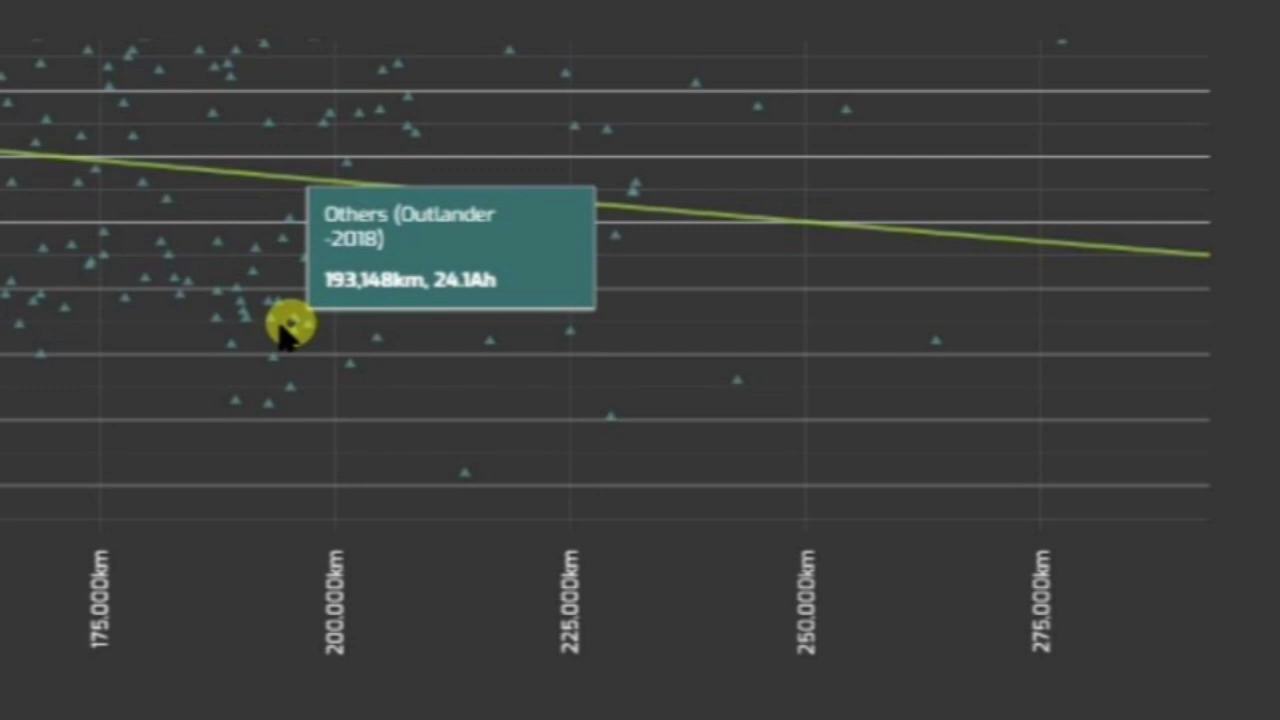 Others (Outlander
-2018)
193,148km, 24.1Ah
175.000km
200.000km
225.000km
250.000km
275.000km